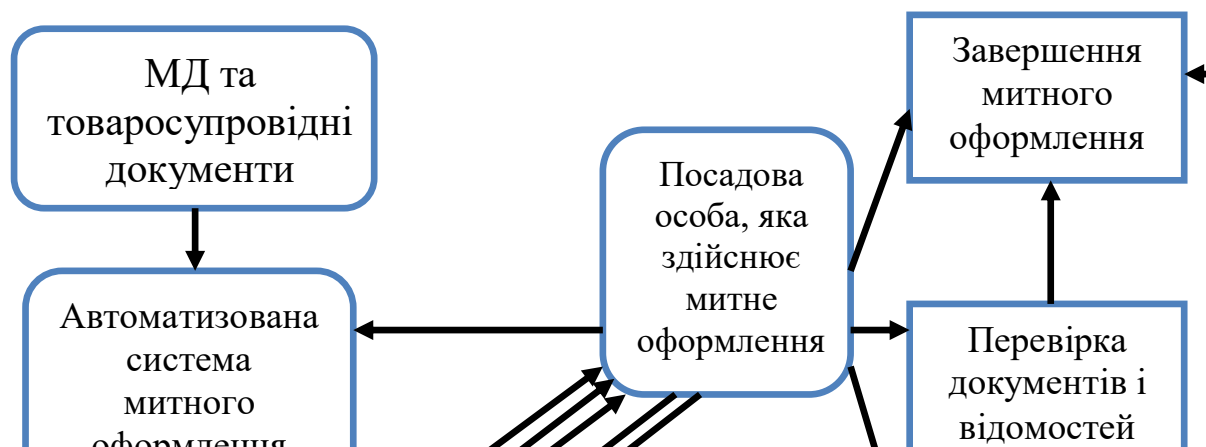 МД та
товаросупровідні
документи
Автоматизована
система
митного
оформлення
Посадова
особа, яка
здійснює
митне
оформлення
Завершення
митного
оформлення
Перевірка
документів і
відомостей